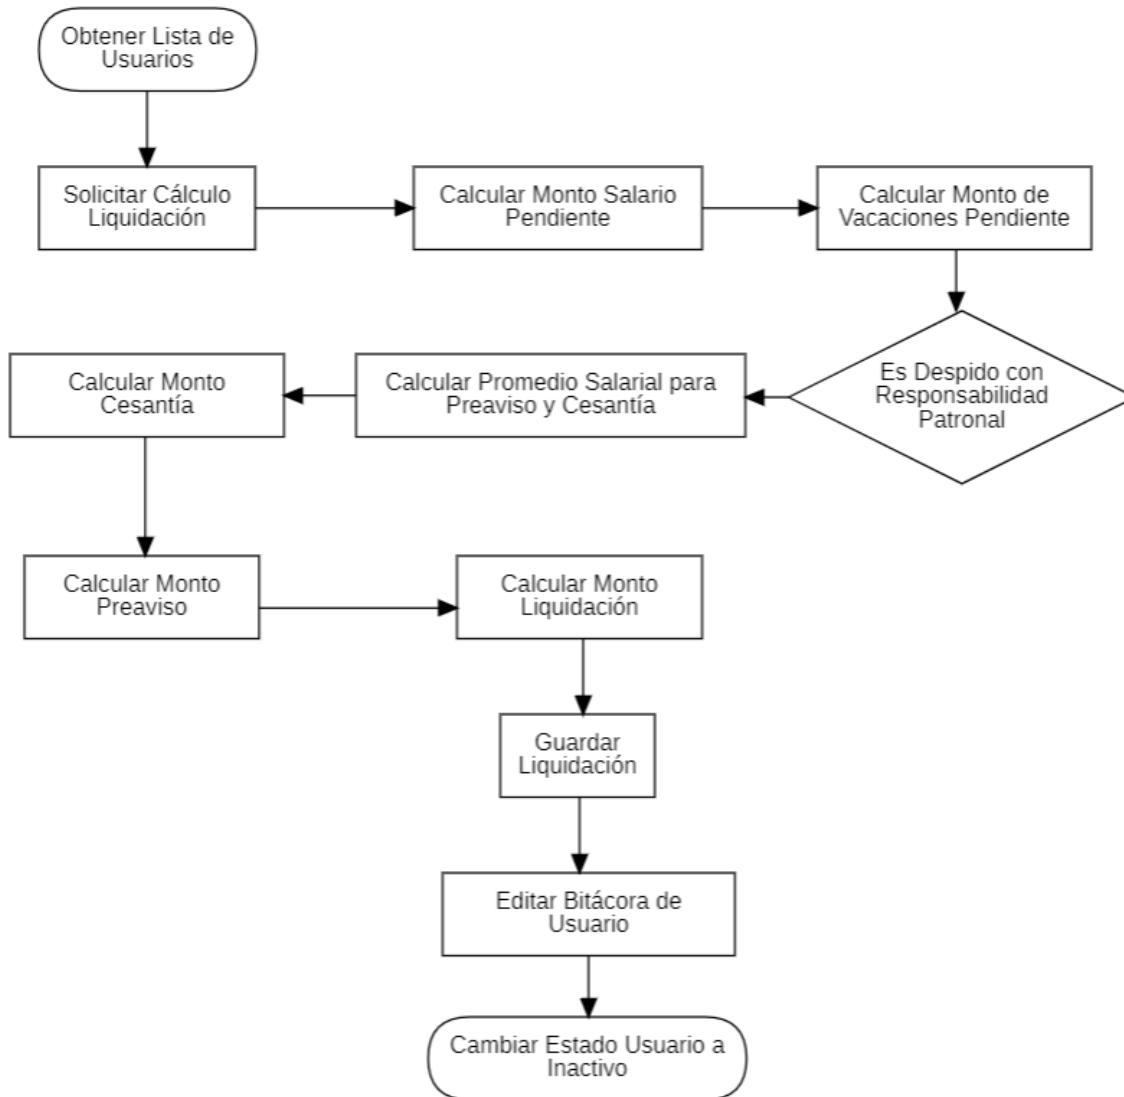 Obtener Lista de
Usuarios
Solicitar Cálculo
Liquidación
Calcular Monto Salario
Pendiente
Calcular Monto de
Vacaciones Pendiente
Es Despido con
Responsabilidad
Patronal
Calcular Promedio Salarial para
Preaviso y Cesantía
Calcular Monto
Cesantía
Calcular Monto
Preaviso
Calcular Monto
Liquidación
Guardar
Liquidación
Editar Bitácora de
Usuario
Cambiar Estado Usuario a
Inactivo